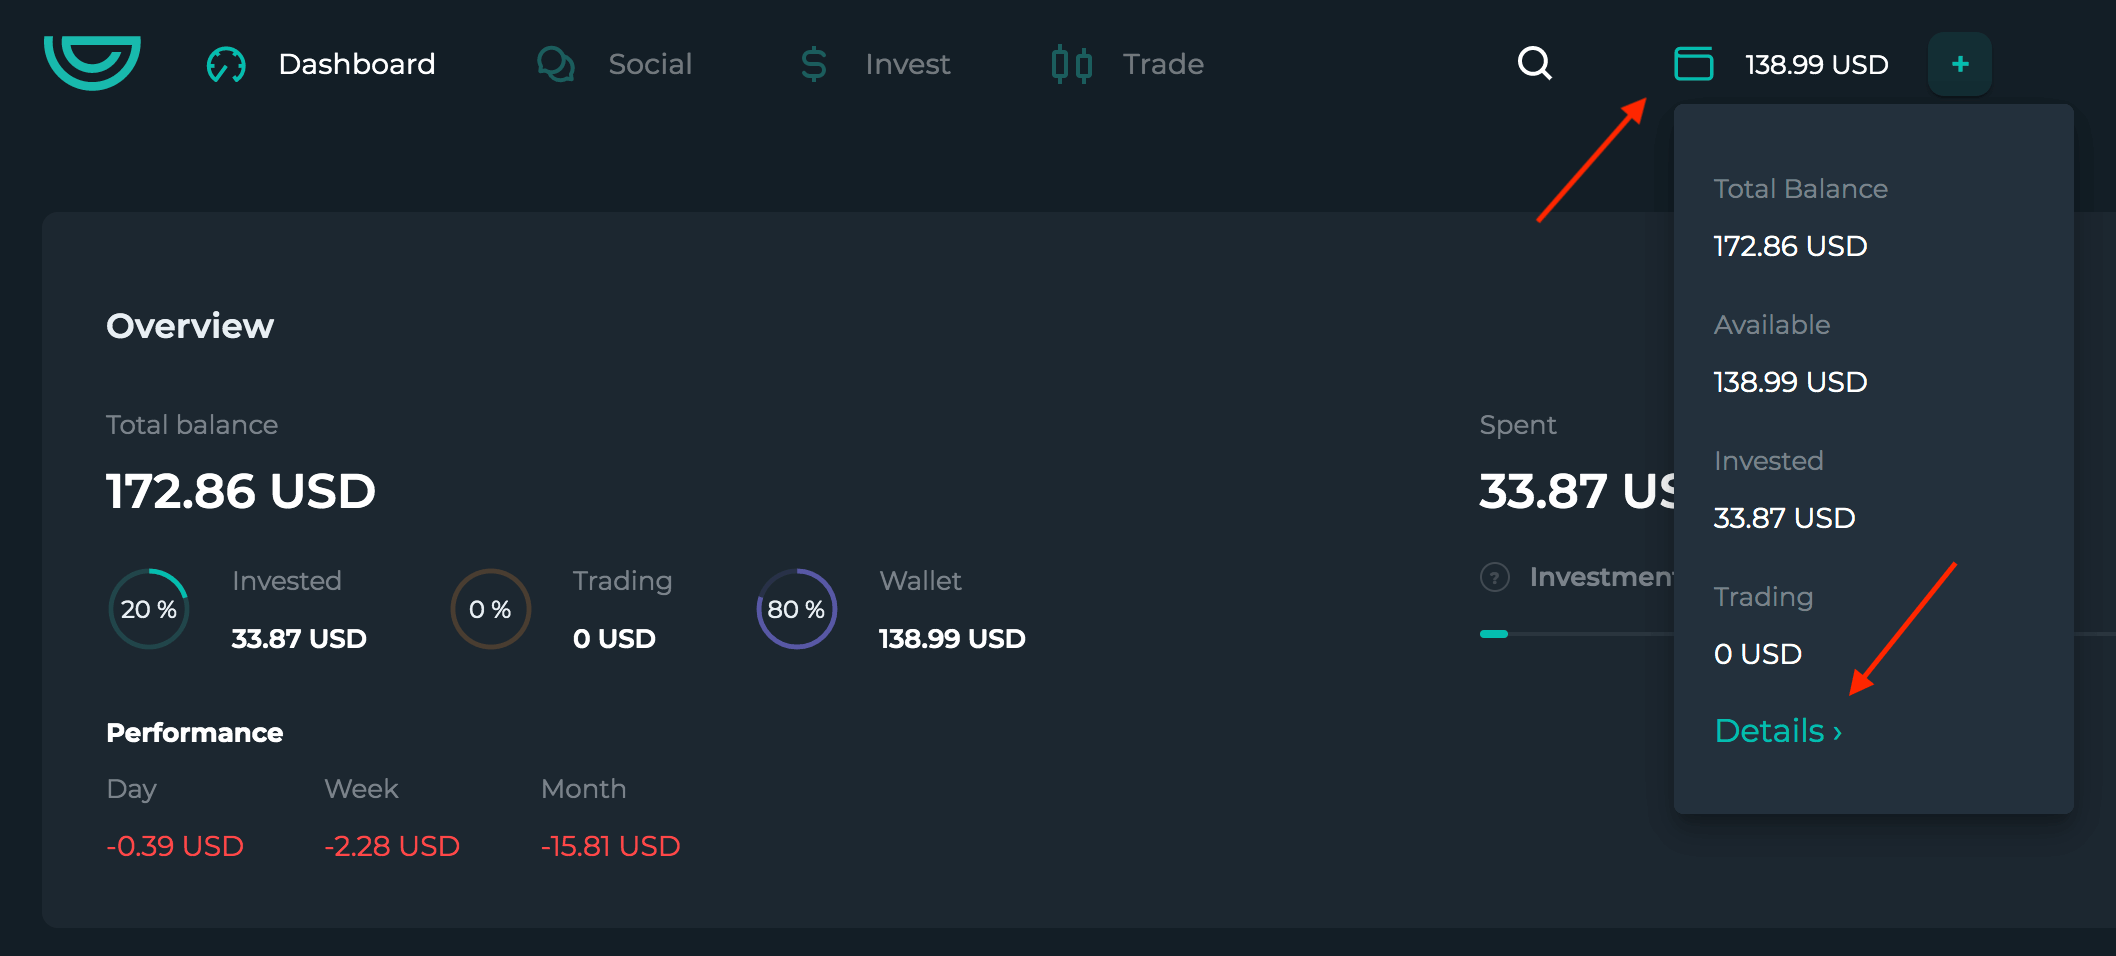 Dashboard
Social
Invest
Trade
138.99 USD
+
Total Balance
172.86 USD
Available
138.99 USD
Invested
33.87 USD
Trading
0 USD
Details ›
Overview
Total balance
172.86 USD
20 %
Invested
33.87 USD
0 %
Trading
0 USD
80 %
Wallet
138.99 USD
Spent
33.87 US
?
Investment
Performance
Day
Week
Month
-0.39 USD
-2.28 USD
-15.81 USD